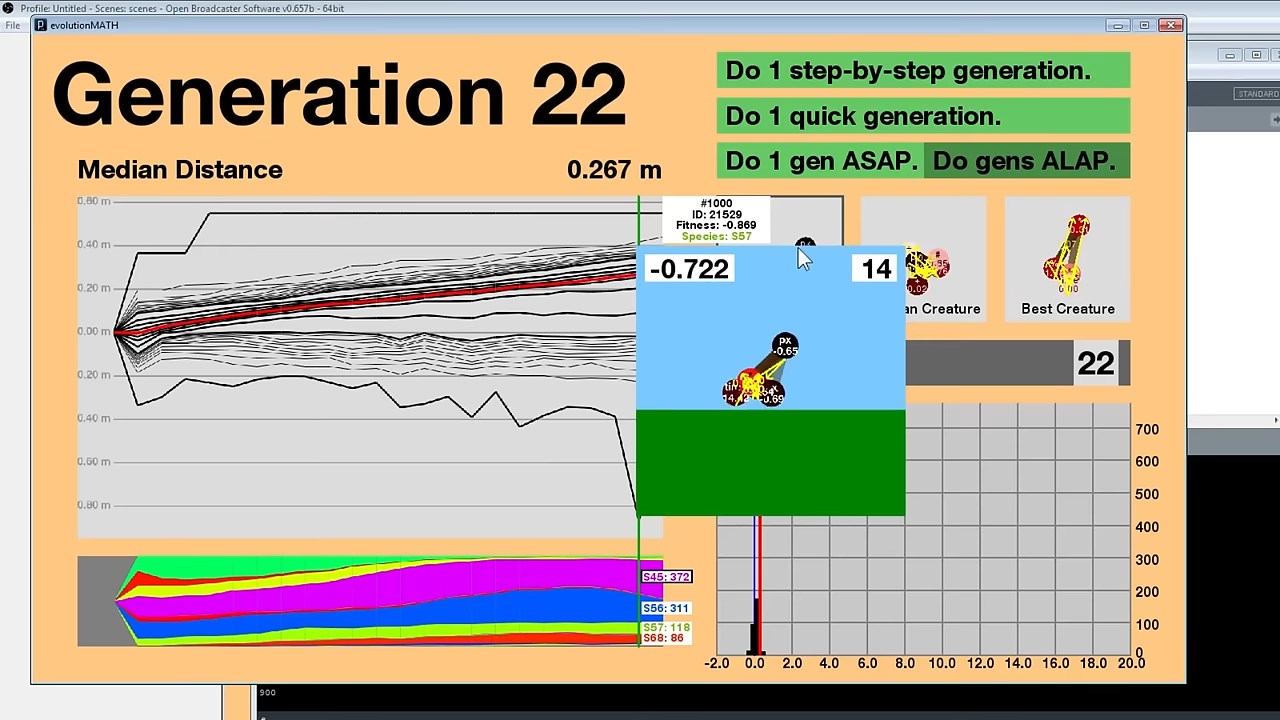 Profile: Untitled - Scenes: scenes - Open Broadcaster Software v0.657b - 64bit
File
evolutionMATH
STANDARD
Generation 22
Do 1 step-by-step generation.
Do 1 quick generation.
Do 1 gen ASAP.
Do gens ALAP.
Median Distance
0.267 m
0.60 m
0.40 m
0.20 m
0.00 m
0.20 m
0.40 m
0.60 m
0.80 m
#1000
ID: 21529
Fitness: -0.869
Species: S57
-0.722
14
px
-0.65
-0.69
an Creature
Best Creature
22
S45: 372
S56: 311
S57: 118
S68: 86
700
600
500
400
300
200
100
0
-2.0 0.0 2.0 4.0 6.0 8.0 10.0 12.0 14.0 16.0 18.0 20.0
900